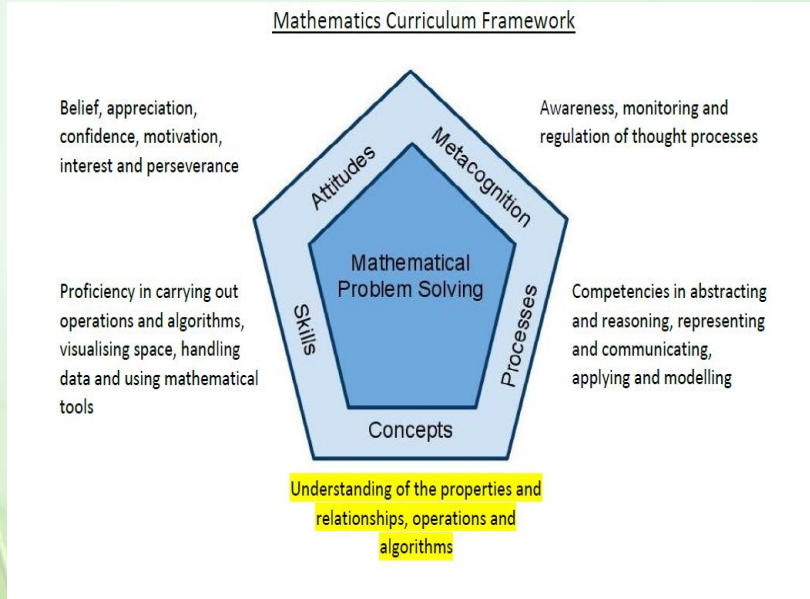 Mathematics Curriculum Framework
Belief, appreciation,
confidence, motivation,
interest and perseverance
Awareness, monitoring and
regulation of thought processes
Attitudes
Metacognition
Mathematical
Problem Solving
Proficiency in carrying out
operations and algorithms,
visualising space, handling
data and using mathematical
tools
Skills
Processes
Competencies in abstracting
and reasoning, representing
and communicating,
applying and modelling
Concepts
Understanding of the properties and
relationships, operations and
algorithms